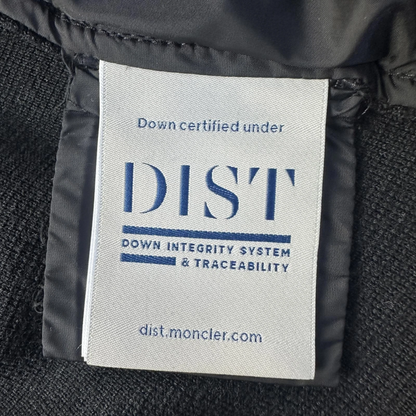 Down certified under
DIST
DOWN INTEGRITY SYSTEM
& TRACEABILITY
dist.moncler.com